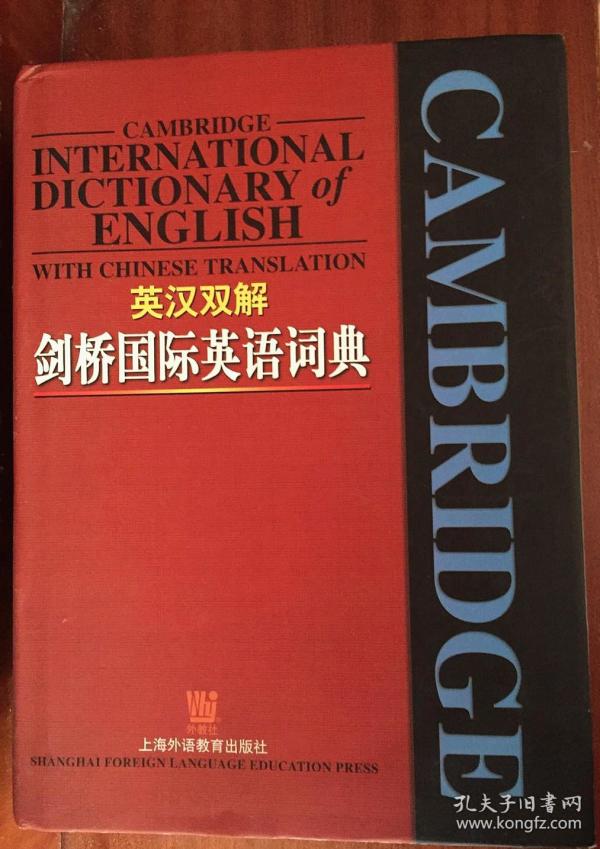 CAMBRIDGE
INTERNATIONAL
DICTIONARY of
ENGLISH
WITH CHINESE TRANSLATION
英汉双解
剑桥国际英语词典
CAMBRIDGE
外教社
上海外语教育出版社
SHANGHAI FOREIGN LANGUAGE EDUCATION PRESS
孔夫子旧书网
www.kongfz.com